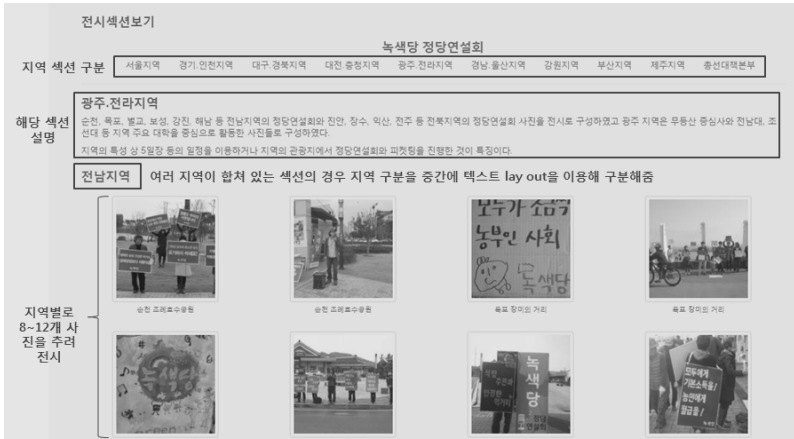 전시섹션보기
녹색당 정당연설회
지역 섹션 구분
서울지역 경기.인천지역 대구.경북지역 대전.충청지역 광주.전라지역 경남.울산지역 강원지역 부산지역 제주지역 총선대책본부
해당 섹션
설명
광주.전라지역
순천, 목포, 벌교, 보성, 강진, 해남 등 전남지역의 정당연설회와 진안, 장수, 익산, 전주 등 전북지역의 정당연설회 사진을 전시로 구성하였고 광주 지역은 무등산 중심사와 전남대, 조
선대 등 지역 주요 대학을 중심으로 활동한 사진들로 구성하였다.
지역의 특성 상 5일장 등의 일정을 이용하거나 지역의 관광지에서 정당연설회와 피켓팅을 진행한 것이 특징이다.
전남지역 여러 지역이 합쳐 있는 섹션의 경우 지역 구분을 중간에 텍스트 lay out을 이용해 구분해줌
지역별로
8~12개 사
진을 추려
전시
모두가 조금씩
농부인 사회
녹색당
순천 조례호수공원
순천 조례호수공원
목포 장미의 거리
목포 장미의 거리
녹색당
녹색당
정당
연설회
모두에게
기본소득을!
농민에게
월급을!
녹색당